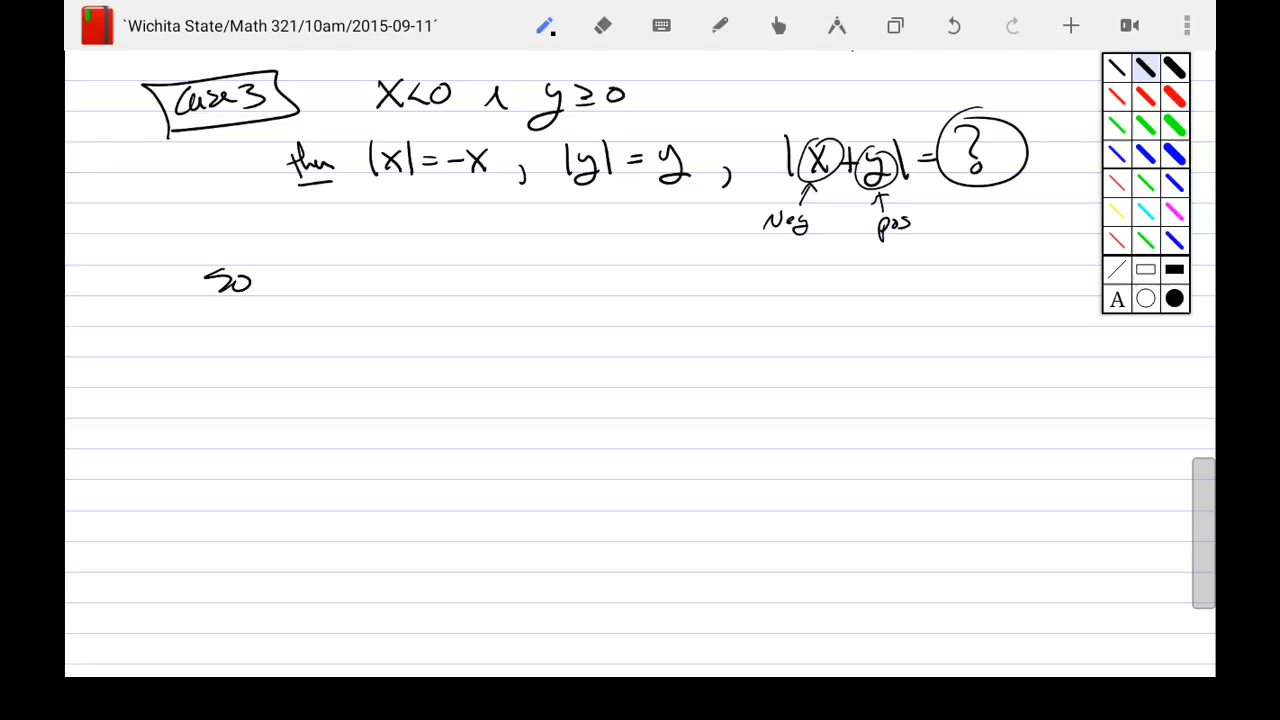 `Wichita State/Math 321/10am/2015-09-11´
Case 3 X<0 ∧ y ≥ 0
then |x| = -x , |y| = y , |x+y| = ?
Neg pos
so
A